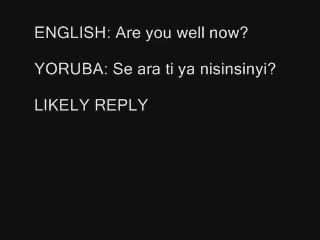 ENGLISH: Are you well now?
YORUBA: Se ara ti ya nisinsinyi?
LIKELY REPLY